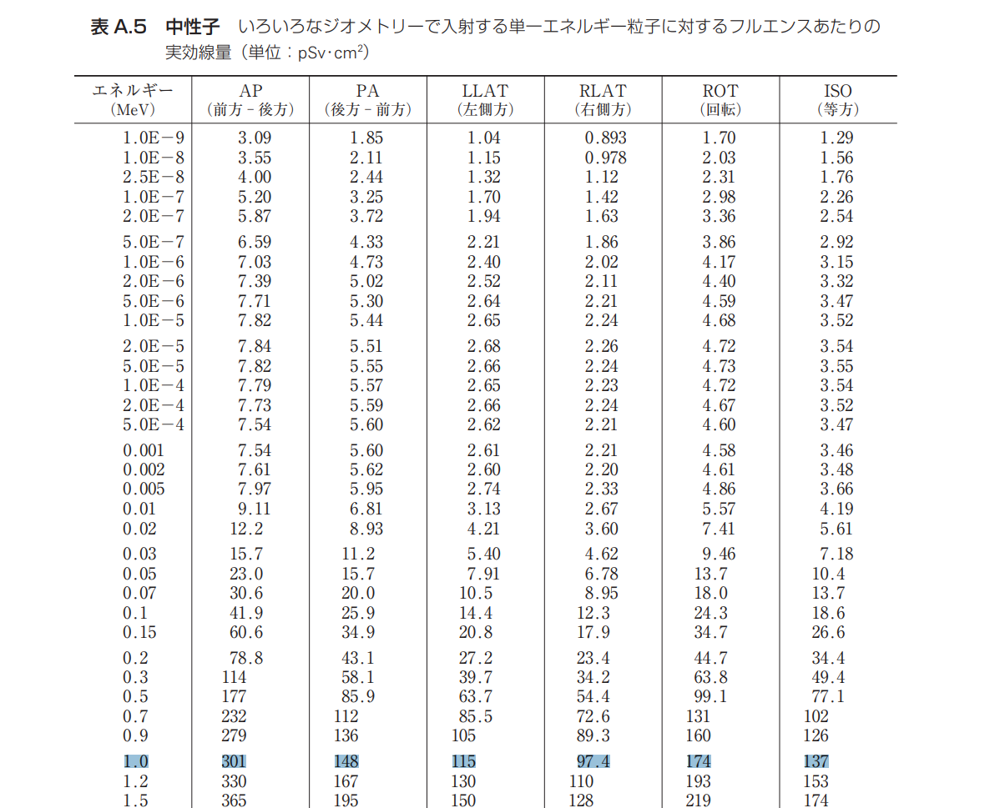 表 A.5 中性子 いろいろなジオメトリーで入射する単一エネルギー粒子に対するフルエンスあたりの
実効線量（単位：pSv·cm²）
エネルギー AP PA LLAT RLAT ROT ISO
（MeV） （前方－後方） （後方－前方） （左側方） （右側方） （回転） （等方）
1.0E－9 3.09 1.85 1.04 0.893 1.70 1.29
1.0E－8 3.55 2.11 1.15 0.978 2.03 1.56
2.5E－8 4.00 2.44 1.32 1.12 2.31 1.76
1.0E－7 5.20 3.25 1.70 1.42 2.98 2.26
2.0E－7 5.87 3.72 1.94 1.63 3.36 2.54
5.0E－7 6.59 4.33 2.21 1.86 3.86 2.92
1.0E－6 7.03 4.73 2.40 2.02 4.17 3.15
2.0E－6 7.39 5.02 2.52 2.11 4.40 3.32
5.0E－6 7.71 5.30 2.64 2.21 4.59 3.47
1.0E－5 7.82 5.44 2.65 2.24 4.68 3.52
2.0E－5 7.84 5.51 2.68 2.26 4.72 3.54
5.0E－5 7.82 5.55 2.66 2.24 4.73 3.55
1.0E－4 7.79 5.57 2.65 2.23 4.72 3.54
2.0E－4 7.73 5.59 2.66 2.24 4.67 3.52
5.0E－4 7.54 5.60 2.62 2.21 4.60 3.47
0.001 7.54 5.60 2.61 2.21 4.58 3.46
0.002 7.61 5.62 2.60 2.20 4.61 3.48
0.005 7.97 5.95 2.74 2.33 4.86 3.66
0.01 9.11 6.81 3.13 2.67 5.57 4.19
0.02 12.2 8.93 4.21 3.60 7.41 5.61
0.03 15.7 11.2 5.40 4.62 9.46 7.18
0.05 23.0 15.7 7.91 6.78 13.7 10.4
0.07 30.6 20.0 10.5 8.95 18.0 13.7
0.1 41.9 25.9 14.4 12.3 24.3 18.6
0.15 60.6 34.9 20.8 17.9 34.7 26.6
0.2 78.8 43.1 27.2 23.4 44.7 34.4
0.3 114 58.1 39.7 34.2 63.8 49.4
0.5 177 85.9 63.7 54.4 99.1 77.1
0.7 232 112 85.5 72.6 131 102
0.9 279 136 105 89.3 160 126
1.0 301 148 115 97.4 174 137
1.2 330 167 130 110 193 153
1.5 365 195 150 128 219 174